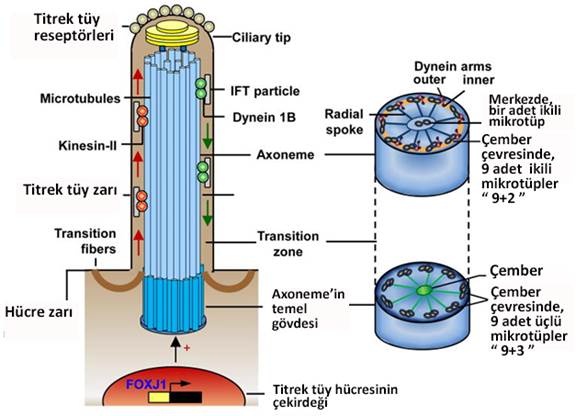 Titrek tüy
reseptörleri
Ciliary tip
Microtubules
IFT particle
Dynein 1B
Kinesin-II
Axoneme
Titrek tüy zarı
Transition
fibers
Transition
zone
Hücre zarı
Axoneme'in
temel
gövdesi
+
FOXJ1
Titrek tüy hücresinin
çekirdeği
Dynein arms
outer
inner
Radial
spoke
Merkezde,
bir adet ikili
mikrotüp
Çember
çevresinde,
9 adet ikili
mikrotüpler
“ 9+2 ”
Çember
Çember
çevresinde,
9 adet üçlü
mikrotüpler
“ 9+3 ”